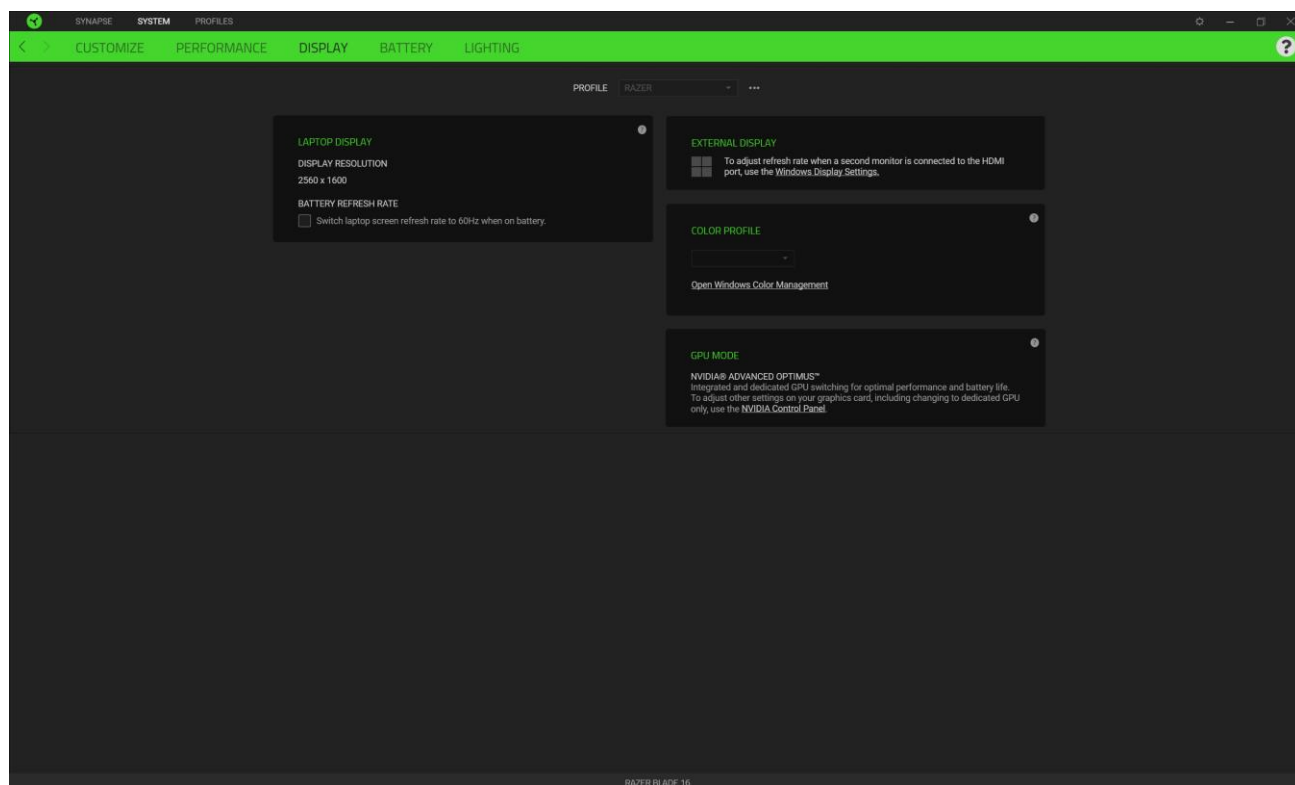 SYNAPSE SYSTEM PROFILES
CUSTOMIZE PERFORMANCE DISPLAY BATTERY LIGHTING
?
PROFILE RAZER
LAPTOP DISPLAY
DISPLAY RESOLUTION
2560 x 1600
BATTERY REFRESH RATE
Switch laptop screen refresh rate to 60Hz when on battery.
EXTERNAL DISPLAY
To adjust refresh rate when a second monitor is connected to the HDMI
port, use the Windows Display Settings.
COLOR PROFILE
Open Windows Color Management
GPU MODE
NVIDIA® ADVANCED OPTIMUS™
Integrated and dedicated GPU switching for optimal performance and battery life.
To adjust other settings on your graphics card, including changing to dedicated GPU
only, use the NVIDIA Control Panel.
RAZER BLADE 16